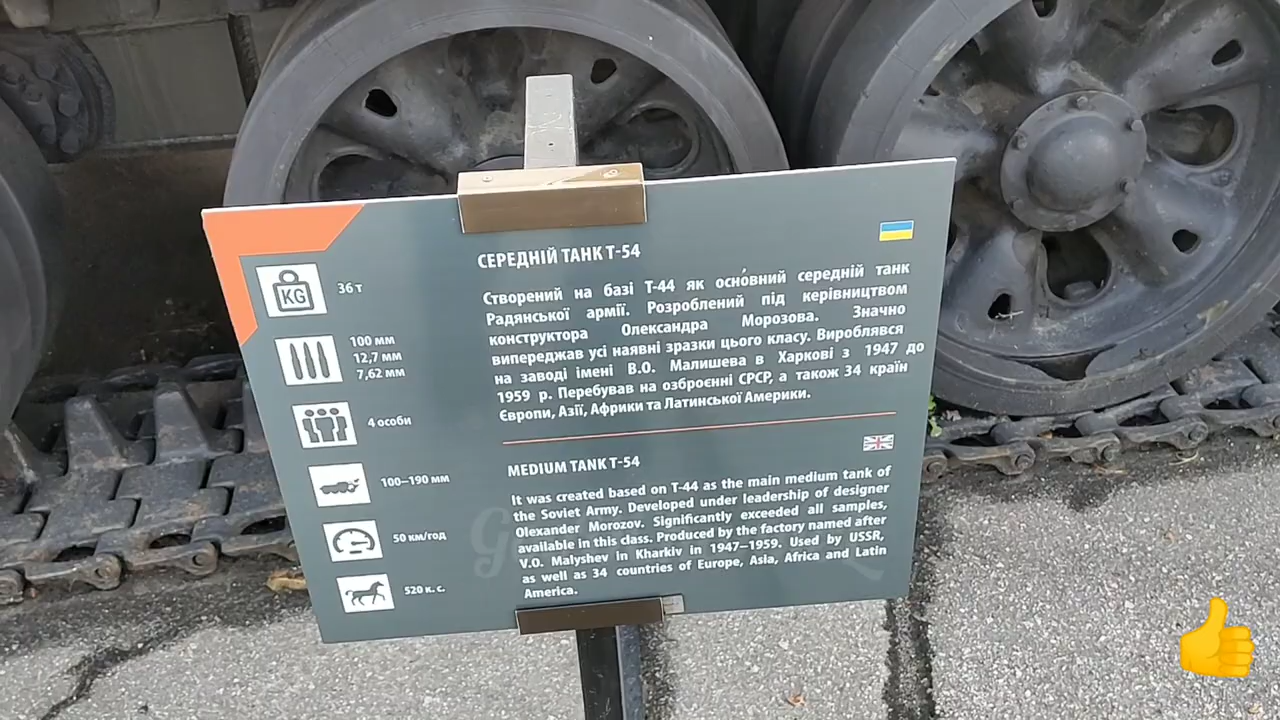 СЕРЕДНІЙ ТАНК Т-54
Створений на базі Т-44 як осно́вний середній танк
Радянської армії. Розроблений під керівництвом
конструктора Олександра Морозова. Значно
випереджав усі наявні зразки цього класу. Вироблявся
на заводі імені В.О. Малишева в Харкові з 1947 до
1959 р. Перебував на озброєнні СРСР, а також 34 країн
Європи, Азії, Африки та Латинської Америки.
KG
36 т
100 мм
12,7 мм
7,62 мм
4 особи
100–190 мм
50 км/год
520 к. с.
MEDIUM TANK T-54
It was created based on T-44 as the main medium tank of
the Soviet Army. Developed under leadership of designer
Olexander Morozov. Significantly exceeded all samples,
available in this class. Produced by the factory named after
V.O. Malyshev in Kharkiv in 1947–1959. Used by USSR,
as well as 34 countries of Europe, Asia, Africa and Latin
America.